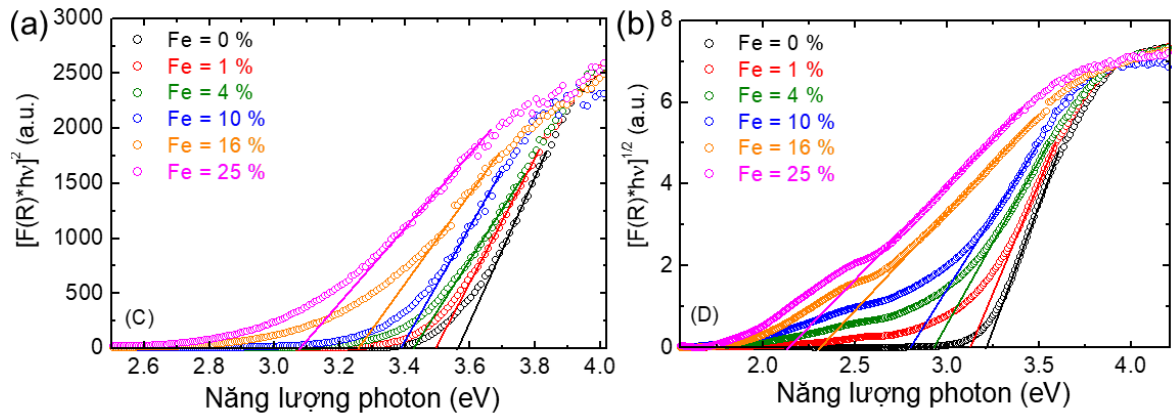 (a)
3000
2500
2000
1500
1000
500
0
[F(R)*hν]² (a.u.)
Fe = 0 %
Fe = 1 %
Fe = 4 %
Fe = 10 %
Fe = 16 %
Fe = 25 %
(C)
2.6 2.8 3.0 3.2 3.4 3.6 3.8 4.0
Năng lượng photon (eV)
(b)
8
6
4
2
0
[F(R)*hν]^1/2 (a.u.)
Fe = 0 %
Fe = 1 %
Fe = 4 %
Fe = 10 %
Fe = 16 %
Fe = 25 %
(D)
2.0 2.5 3.0 3.5 4.0
Năng lượng photon (eV)